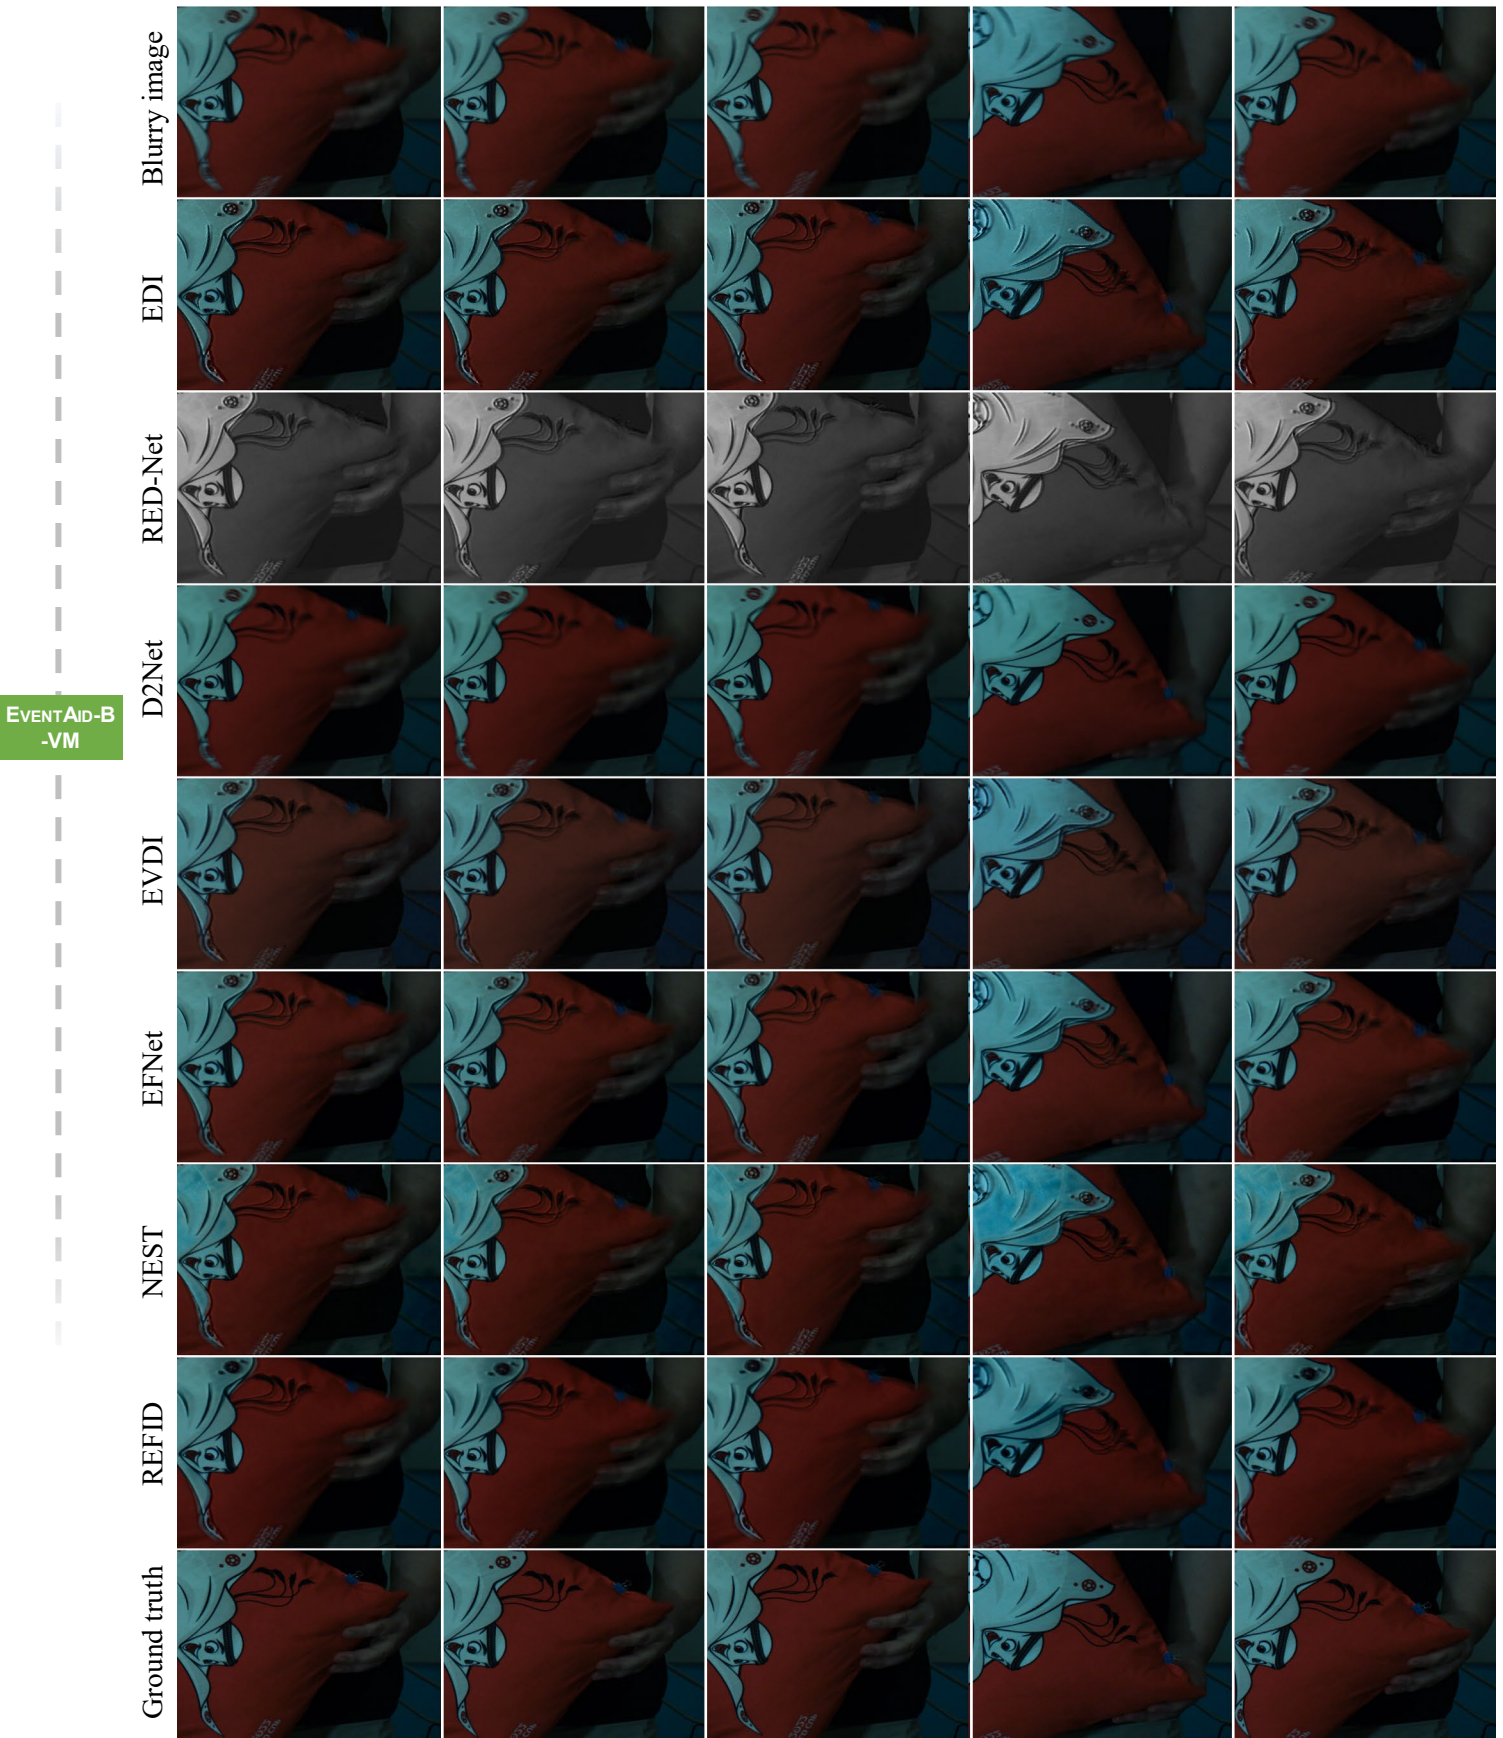 Blurry image
EDI
RED-Net
D2Net
EVENTAID-B
-VM
EVDI
EFNet
NEST
REFID
Ground truth